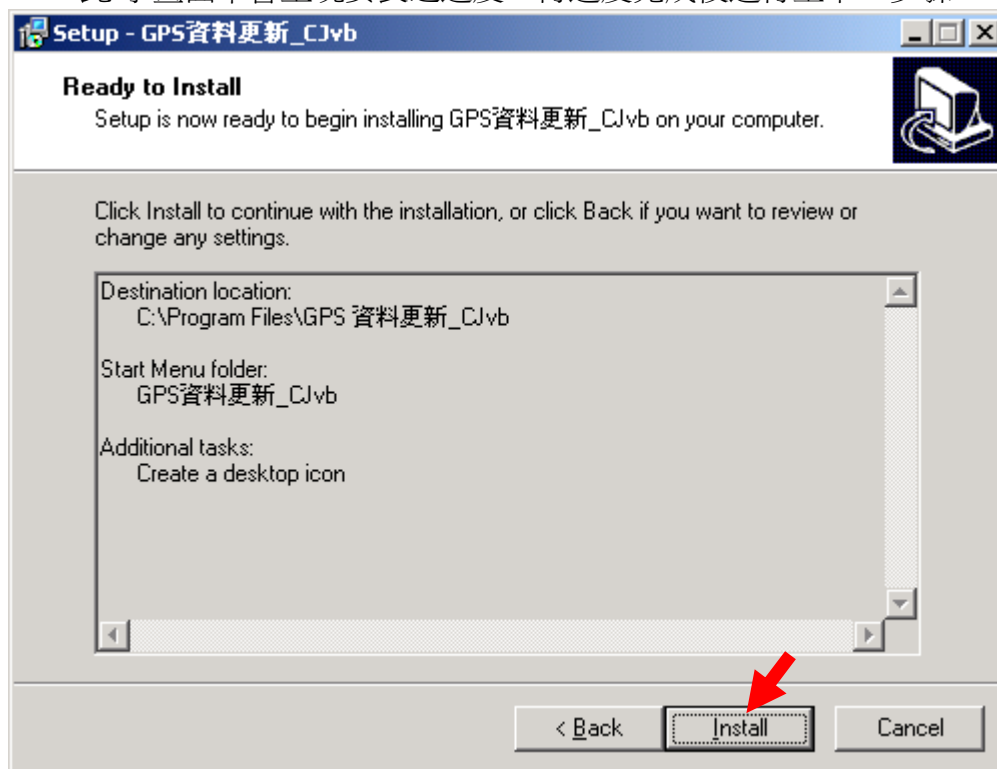 Setup - GPS資料更新_CJvb
Ready to Install
Setup is now ready to begin installing GPS資料更新_CJvb on your computer.
Click Install to continue with the installation, or click Back if you want to review or
change any settings.
Destination location:
C:\Program Files\GPS 資料更新_CJvb
Start Menu folder:
GPS資料更新_CJvb
Additional tasks:
Create a desktop icon
< Back Install Cancel